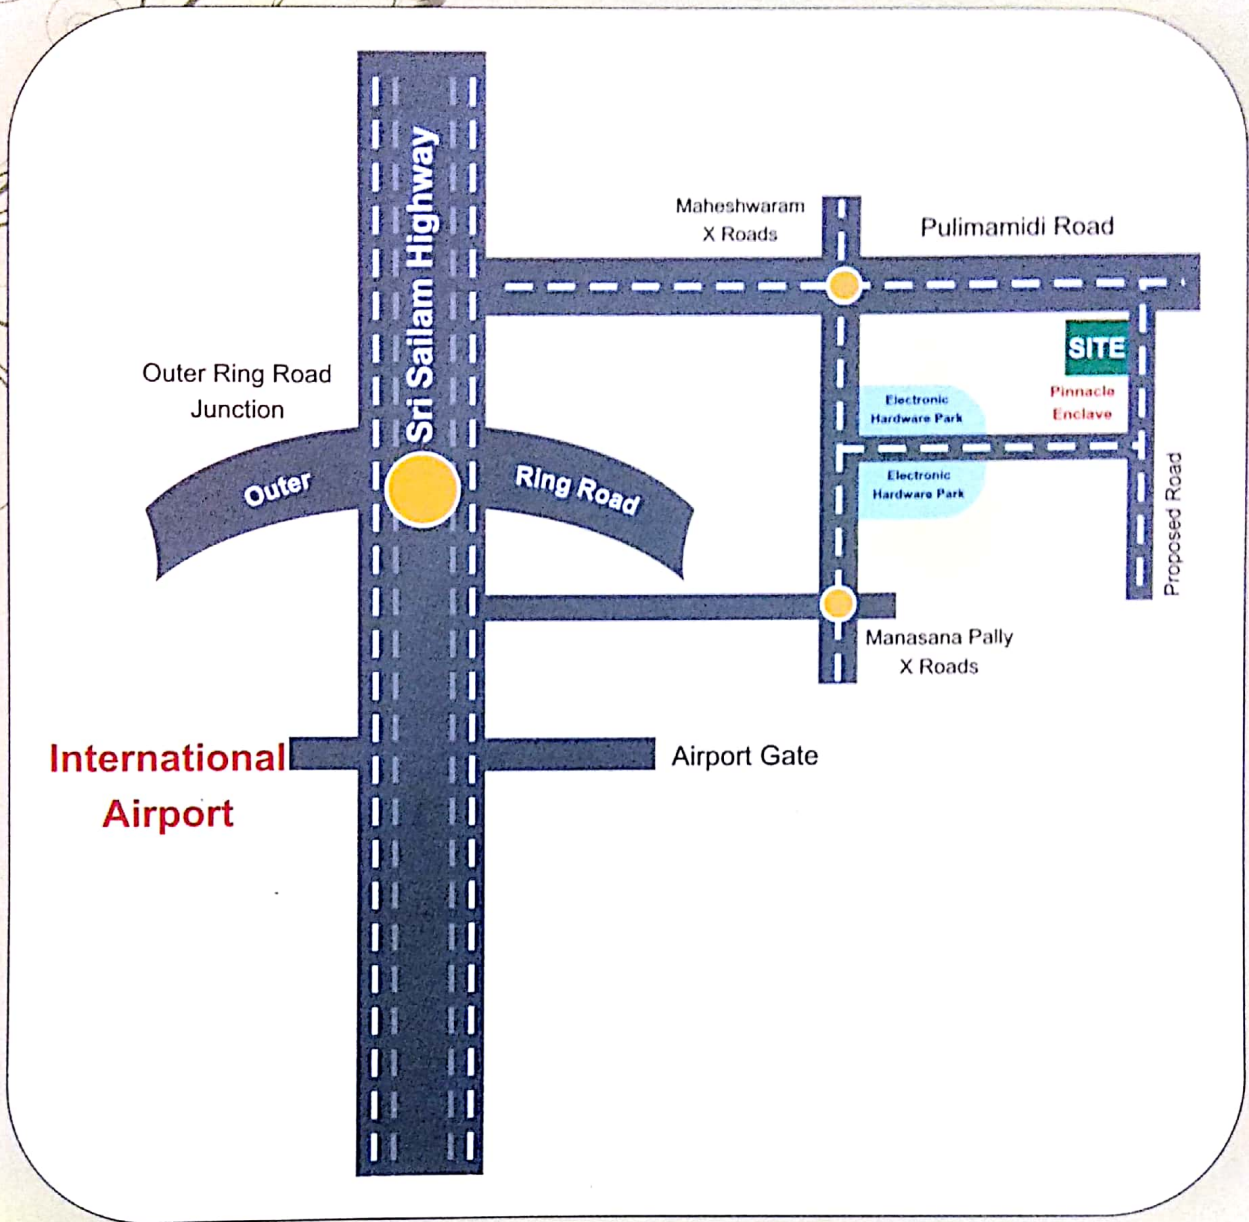 Sri Sailam Highway
Maheshwaram
X Roads
Pulimamidi Road
SITE
Pinnacle
Enclave
Outer Ring Road
Junction
Electronic
Hardware Park
Outer
Ring Road
Electronic
Hardware Park
Proposed Road
Manasana Pally
X Roads
International
Airport
Airport Gate